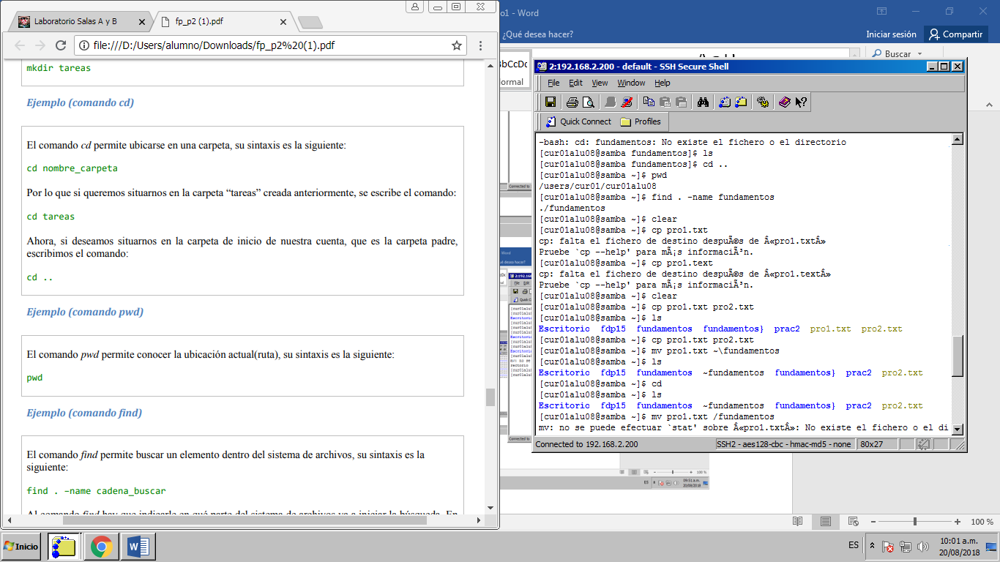 Laboratorio Salas A y B
fp_p2 (1).pdf
file:///D:/Users/alumno/Downloads/fp_p2%20(1).pdf
mkdir tareas
Ejemplo (comando cd)
El comando cd permite ubicarse en una carpeta, su sintaxis es la siguiente:
cd nombre_carpeta
Por lo que si queremos situarnos en la carpeta “tareas” creada anteriormente, se escribe el comando:
cd tareas
Ahora, si deseamos situarnos en la carpeta de inicio de nuestra cuenta, que es la carpeta padre,
escribimos el comando:
cd ..
Ejemplo (comando pwd)
El comando pwd permite conocer la ubicación actual(ruta), su sintaxis es la siguiente:
pwd
Ejemplo (comando find)
El comando find permite buscar un elemento dentro del sistema de archivos, su sintaxis es la
siguiente:
find . –name cadena_buscar
Al comando find hay que indicarle en qué parte del sistema de archivos va a iniciar la búsqueda. En
o1 - Word
¿Qué desea hacer?
Iniciar sesión
Compartir
Buscar
bCcDc
ormal
2:192.168.2.200 - default - SSH Secure Shell
File Edit View Window Help
Quick Connect Profiles
-bash: cd: fundamentos: No existe el fichero o el directorio
[cur01alu08@samba fundamentos]$ ls
[cur01alu08@samba fundamentos]$ cd ..
[cur01alu08@samba ~]$ pwd
/users/cur01/cur01alu08
[cur01alu08@samba ~]$ find . -name fundamentos
./fundamentos
[cur01alu08@samba ~]$ clear
[cur01alu08@samba ~]$ cp pro1.txt
cp: falta el fichero de destino despuÃ©s de Â«pro1.txtÂ»
Pruebe `cp --help' para mÃ¡s informaciÃ³n.
[cur01alu08@samba ~]$ cp pro1.text
cp: falta el fichero de destino despuÃ©s de Â«pro1.textÂ»
Pruebe `cp --help' para mÃ¡s informaciÃ³n.
[cur01alu08@samba ~]$ clear
[cur01alu08@samba ~]$ cp pro1.txt pro2.txt
[cur01alu08@samba ~]$ ls
Escritorio fdp15 fundamentos fundamentos} prac2 pro1.txt pro2.txt
[cur01alu08@samba ~]$ cp pro1.txt pro2.txt
[cur01alu08@samba ~]$ mv pro1.txt ~\fundamentos
[cur01alu08@samba ~]$ ls
Escritorio fdp15 fundamentos ~fundamentos fundamentos} prac2 pro2.txt
[cur01alu08@samba ~]$ cd
[cur01alu08@samba ~]$ ls
Escritorio fdp15 fundamentos ~fundamentos fundamentos} prac2 pro2.txt
[cur01alu08@samba ~]$ mv pro1.txt /fundamentos
mv: no se puede efectuar `stat' sobre Â«pro1.txtÂ»: No existe el fichero o el di
Connected to 192.168.2.200
SSH2 - aes128-cbc - hmac-md5 - none
80x27
100 %
09:51 a.m.
20/08/2018
100 %
Inicio
ES
10:01 a.m.
20/08/2018